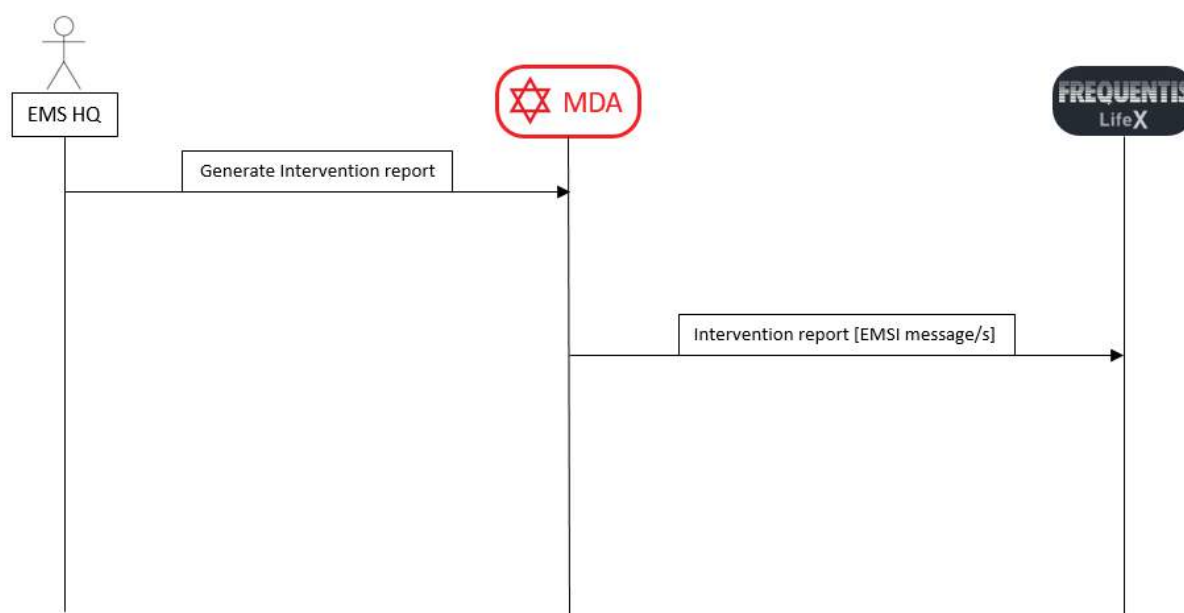 EMS HQ
MDA
FREQUENTIS
LifeX
Generate Intervention report
Intervention report [EMSI message/s]